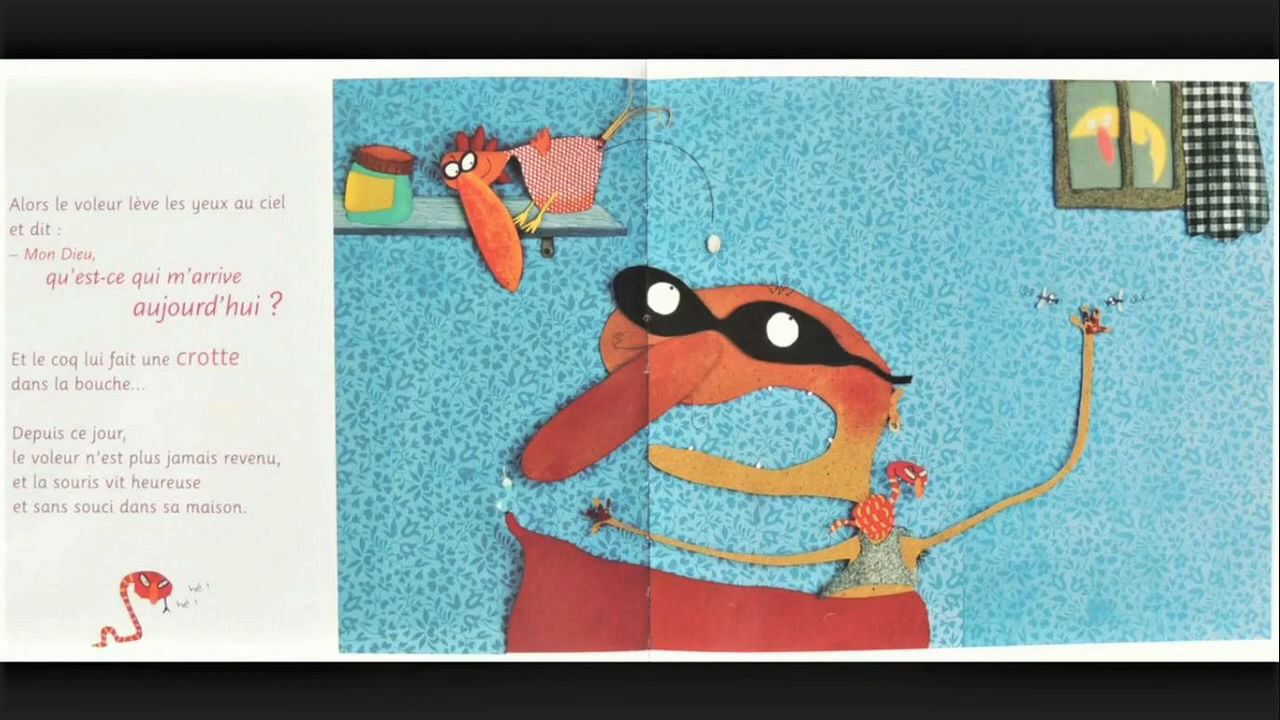 Alors le voleur lève les yeux au ciel
et dit :
– Mon Dieu,
qu'est-ce qui m'arrive
aujourd'hui ?
Et le coq lui fait une crotte
dans la bouche...
Depuis ce jour,
le voleur n'est plus jamais revenu,
et la souris vit heureuse
et sans souci dans sa maison.
hé !
hé !